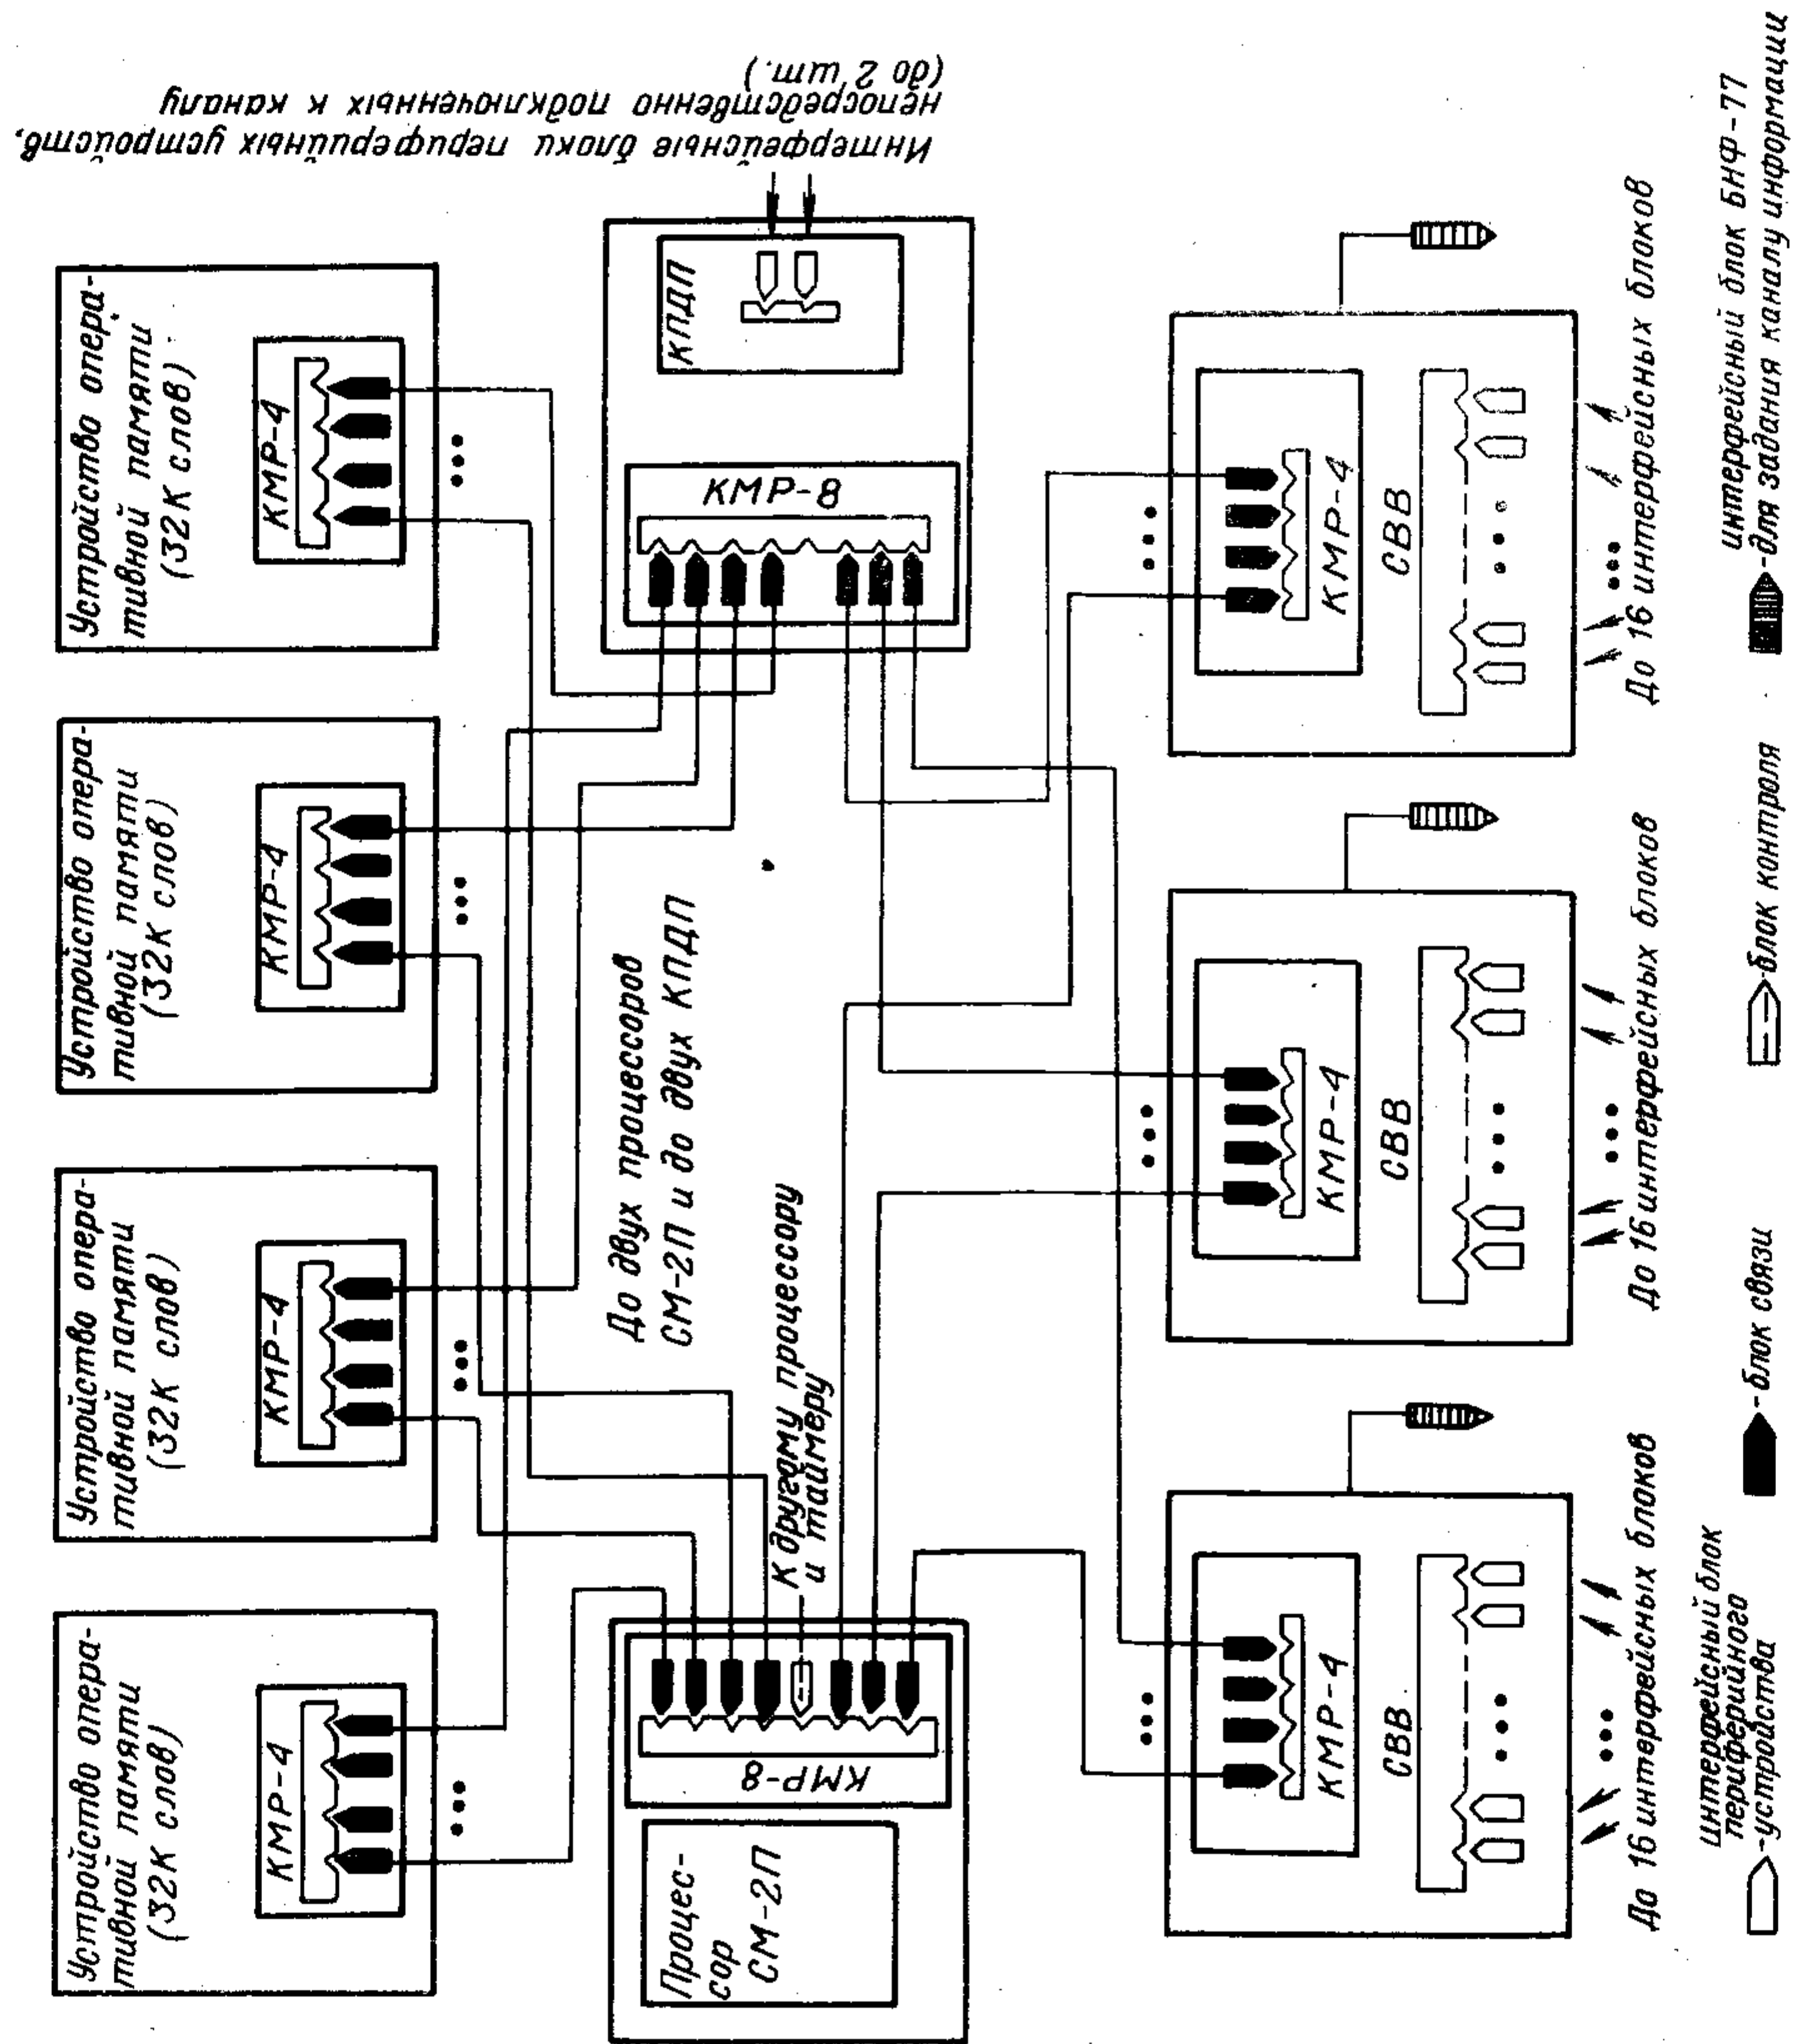 Устройство опера-
тивной памяти
(32К слов)
КМР-4
Устройство опера-
тивной памяти
(32К слов)
КМР-4
Устройство опера-
тивной памяти
(32К слов)
КМР-4
Устройство опера-
тивной памяти
(32К слов)
КМР-4
Процес-
сор
СМ-2П
КМР-8
К другому процессору
и таймеру
До двух процессоров
СМ-2П и до двух КПДП
КМР-8
КПДП
Интерфейсные блоки периферийных устройств,
непосредственно подключенных к каналу
(до 2 шт.)
КМР-4
СВВ
До 16 интерфейсных блоков
КМР-4
СВВ
До 16 интерфейсных блоков
КМР-4
СВВ
До 16 интерфейсных блоков
интерфейсный блок
периферийного
-устройства
-блок связи
-блок контроля
интерфейсный блок БНФ-77
-для задания каналу информации